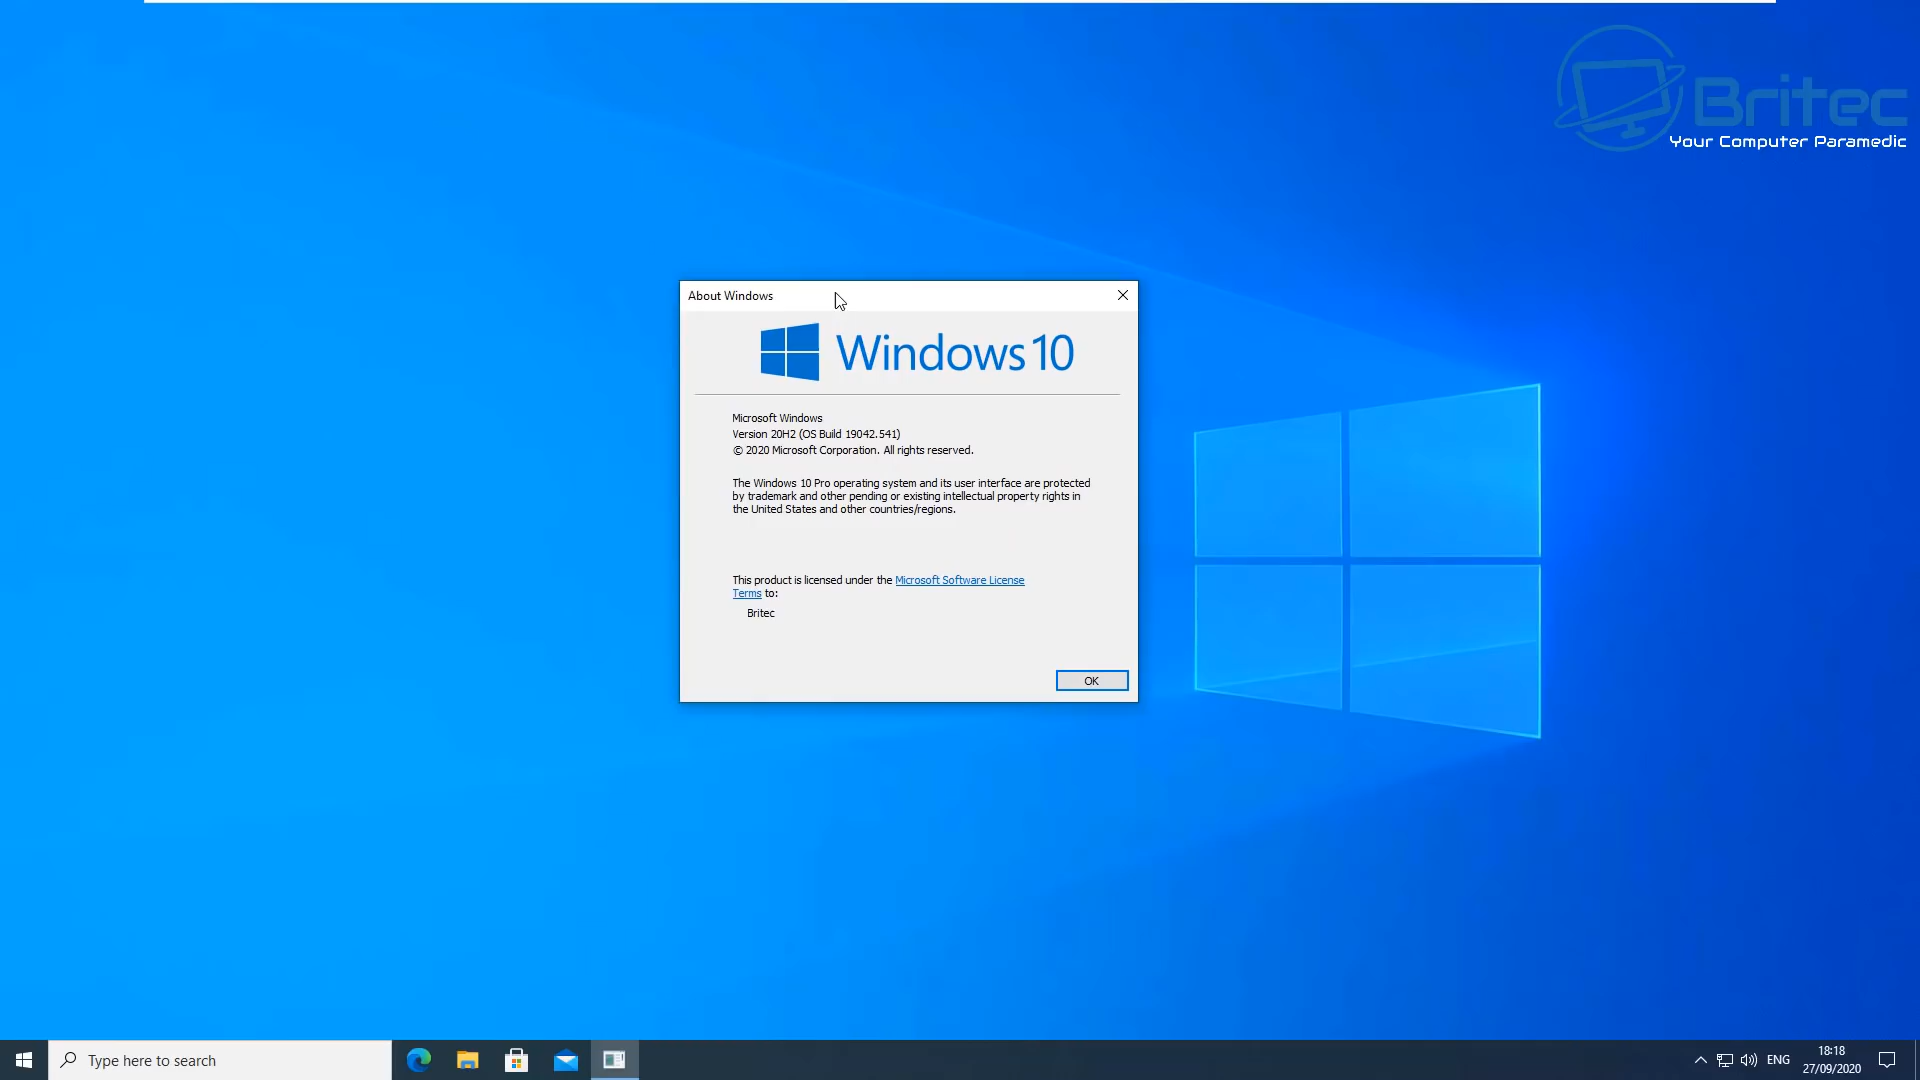 Britec
Your Computer Paramedic
About Windows
Windows 10
Microsoft Windows
Version 20H2 (OS Build 19042.541)
© 2020 Microsoft Corporation. All rights reserved.
The Windows 10 Pro operating system and its user interface are protected
by trademark and other pending or existing intellectual property rights in
the United States and other countries/regions.
This product is licensed under the Microsoft Software License
Terms to:
Britec
OK
Type here to search
ENG
18:18
27/09/2020